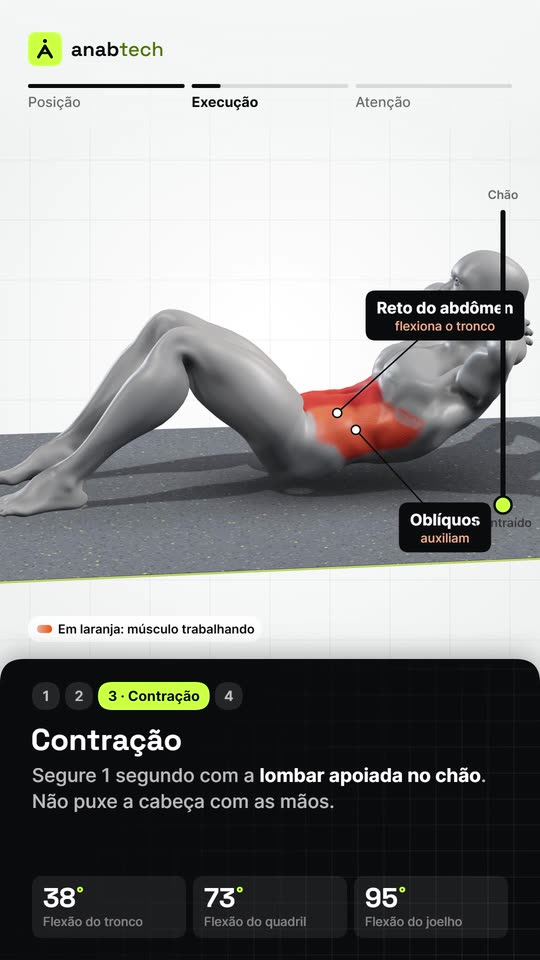 anabtech
Posição
Execução
Atenção
Chão
Reto do abdômen
flexiona o tronco
Oblíquos
auxiliam
Em laranja: músculo trabalhando
1
2
3 · Contração
4
Contração
Segure 1 segundo com a lombar apoiada no chão.
Não puxe a cabeça com as mãos.
38°
73°
95°
Flexão do tronco
Flexão do quadril
Flexão do joelho